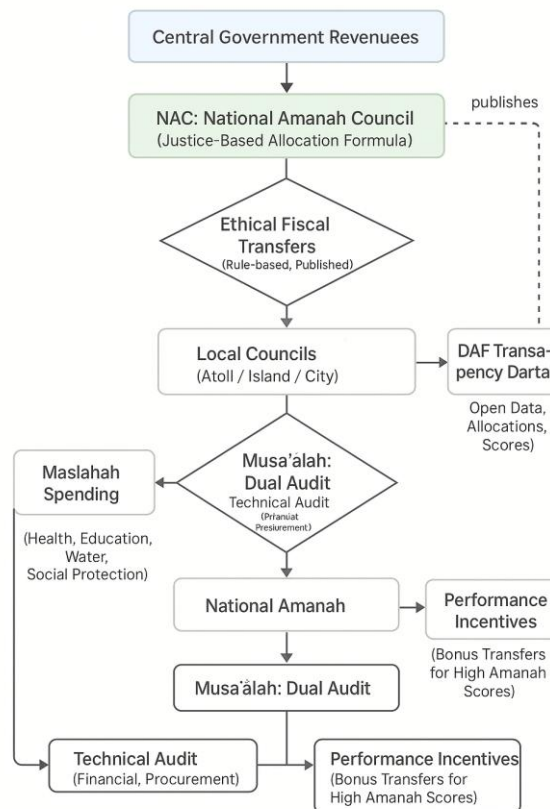 Central Government Revenuees
NAC: National Amanah Council
(Justice-Based Allocation Formula)
publishes
Ethical Fiscal
Transfers
(Rule-based, Published)
Local Councils
(Atoll / Island / City)
DAF Transa-
pency Darta
Open Data,
Allocations,
Scores)
Musa’alah:
Dual Audit
Technical Audit
Maslahah
Spending
(Health, Education,
Water,
Social Protection)
National Amanah
Performance
Incentives
(Bonus Transfers
for High Amanah
Scores)
Musa’alah: Dual Audit
Technical Audit
(Financial, Procurement)
Performance Incentives
(Bonus Transfers for
High Amanah Scores)